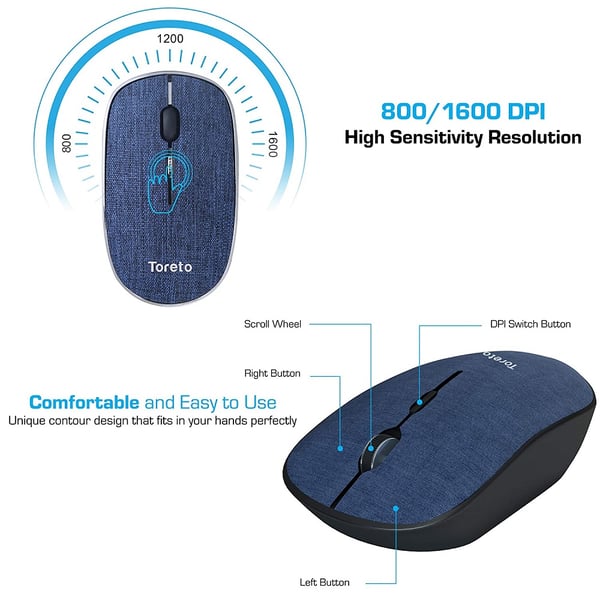 1200
800
1600
Toreto
800/1600 DPI
High Sensitivity Resolution
Scroll Wheel
DPI Switch Button
Right Button
Toreto
Comfortable and Easy to Use
Unique contour design that fits in your hands perfectly
Left Button